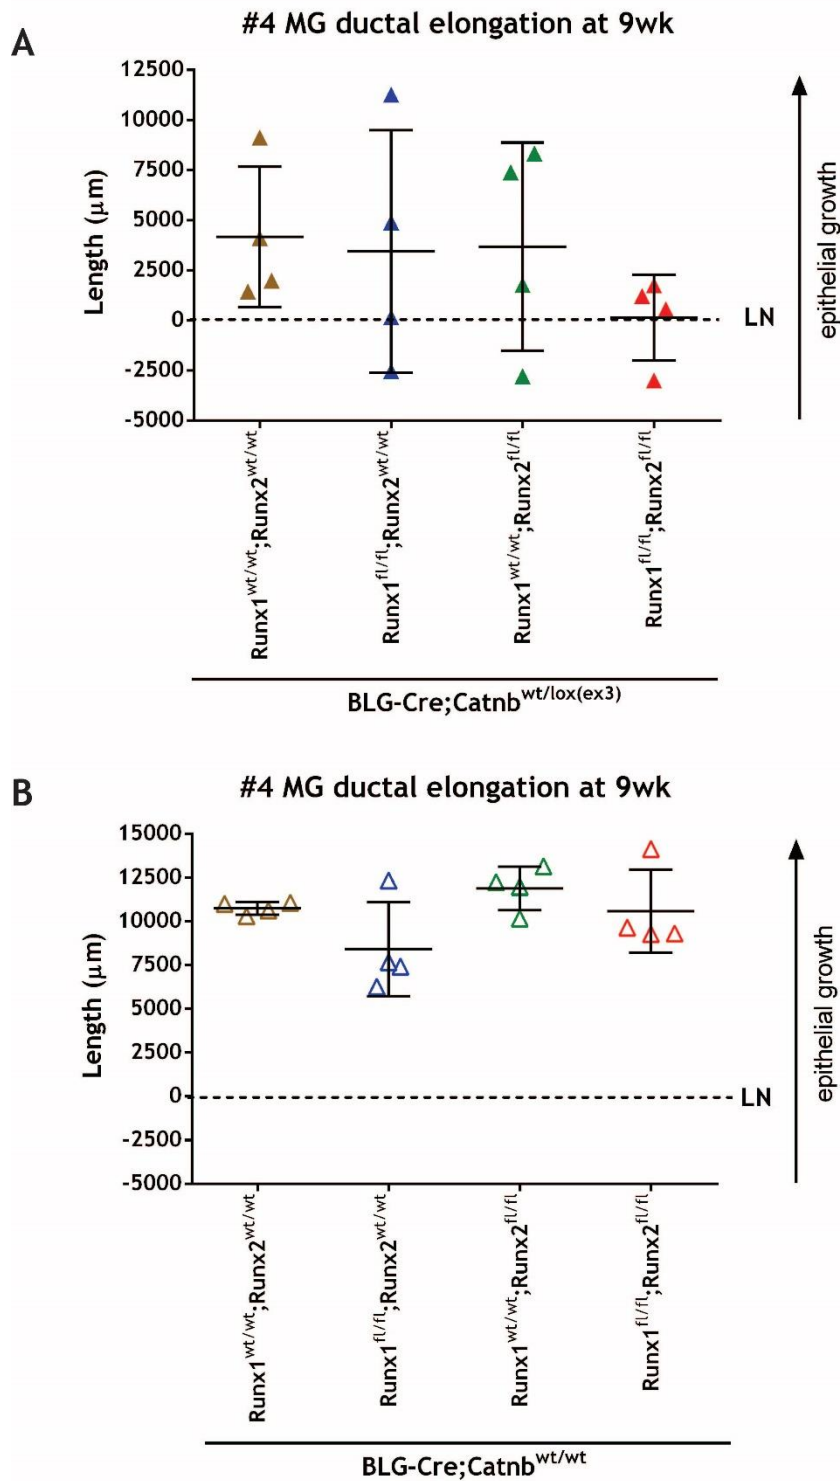 A
#4 MG ductal elongation at 9wk
Length (µm)
12500
10000
7500
5000
2500
0
-2500
-5000
LN
epithelial growth
Runx1wt/wt;Runx2wt/wt
Runx1fl/fl;Runx2wt/wt
Runx1wt/wt;Runx2fl/fl
Runx1fl/fl;Runx2fl/fl
BLG-Cre;Catnbwt/lox(ex3)
B
#4 MG ductal elongation at 9wk
Length (µm)
15000
12500
10000
7500
5000
2500
0
-2500
-5000
LN
epithelial growth
Runx1wt/wt;Runx2wt/wt
Runx1fl/fl;Runx2wt/wt
Runx1wt/wt;Runx2fl/fl
Runx1fl/fl;Runx2fl/fl
BLG-Cre;Catnbwt/wt